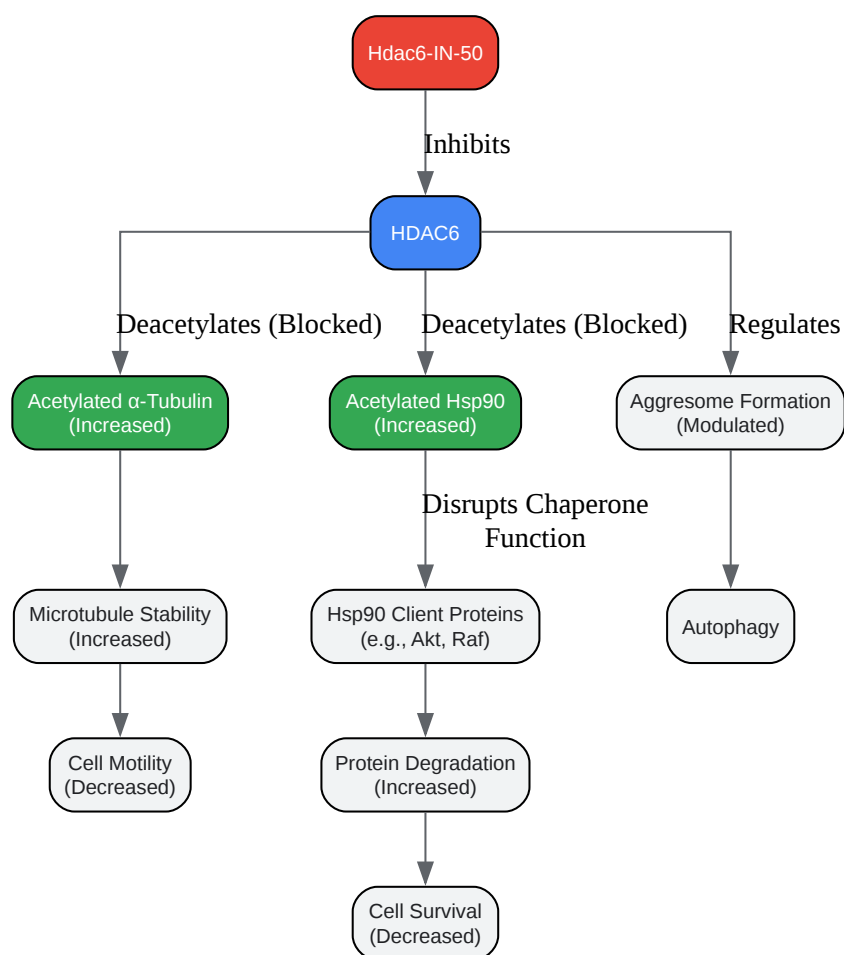 Hdac6-IN-50
Inhibits
HDAC6
Deacetylates (Blocked)
Deacetylates (Blocked)
Regulates
Acetylated α-Tubulin
(Increased)
Acetylated Hsp90
(Increased)
Aggresome Formation
(Modulated)
Disrupts Chaperone
Function
Microtubule Stability
(Increased)
Hsp90 Client Proteins
(e.g., Akt, Raf)
Autophagy
Cell Motility
(Decreased)
Protein Degradation
(Increased)
Cell Survival
(Decreased)